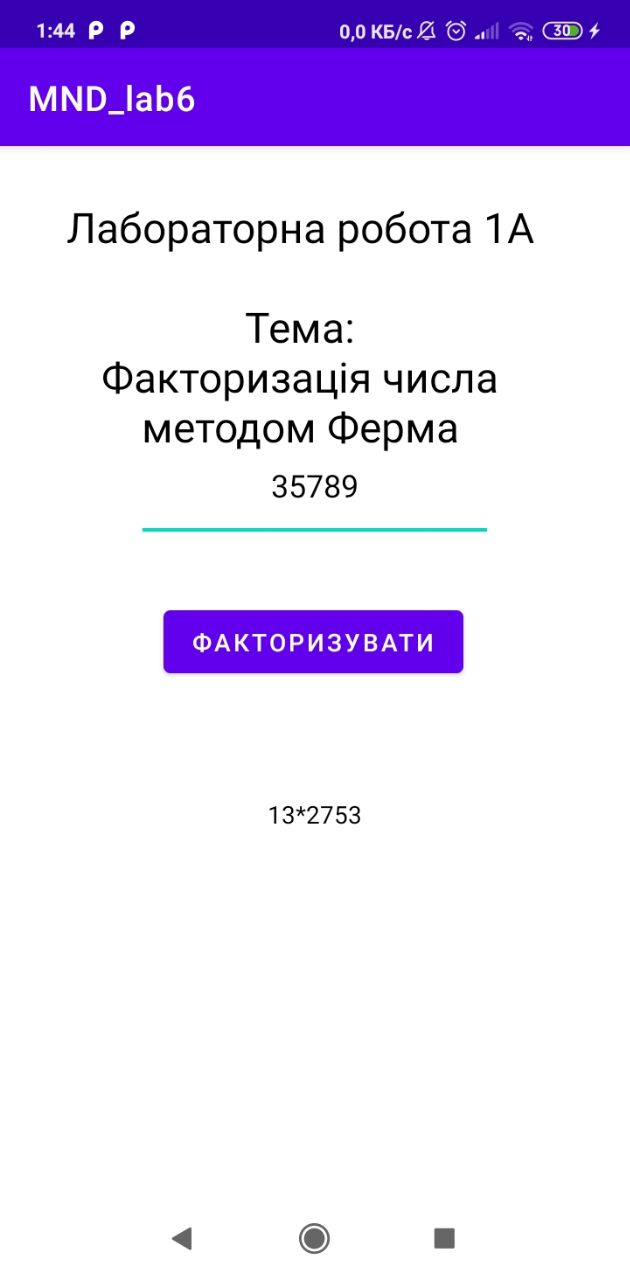 1:44 P P 0,0 КБ/с 30
MND_lab6
Лабораторна робота 1А
Тема:
Факторизація числа
методом Ферма
35789
ФАКТОРИЗУВАТИ
13*2753